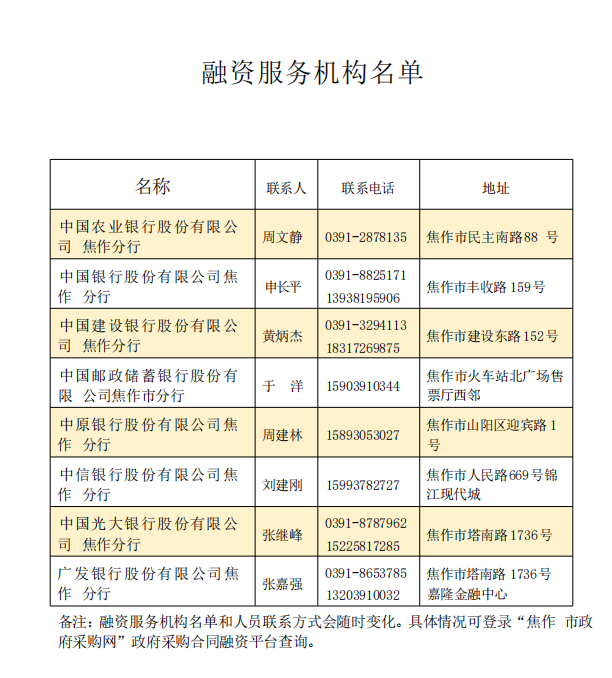 融资服务机构名单
名称 联系人 联系电话 地址
中国农业银行股份有限公
司 焦作分行
周文静
0391-2878135
焦作市民主南路88 号
中国银行股份有限公司焦
作 分行
申长平
0391-8825171
13938195906
焦作市丰收路159号
中国建设银行股份有限公
司 焦作分行
黄炳杰
0391-3294113
18317269875
焦作市建设东路152号
中国邮政储蓄银行股份有
限 公司焦作市分行
于 洋
15903910344
焦作市火车站北广场售
票厅西邻
中原银行股份有限公司焦
作 分行
周建林
15893053027
焦作市山阳区迎宾路1
号
中信银行股份有限公司焦
作 分行
刘建刚
15993782727
焦作市人民路669号锦
江现代城
中国光大银行股份有限公
司 焦作分行
张继峰
0391-8787962
15225817285
焦作市塔南路1736号
广发银行股份有限公司焦
作 分行
张嘉强
0391-8653785
13203910032
焦作市塔南路1736号
嘉隆金融中心
备注：融资服务机构名单和人员联系方式会随时变化。具体情况可登录“焦作 市政
府采购网”政府采购合同融资平台查询。